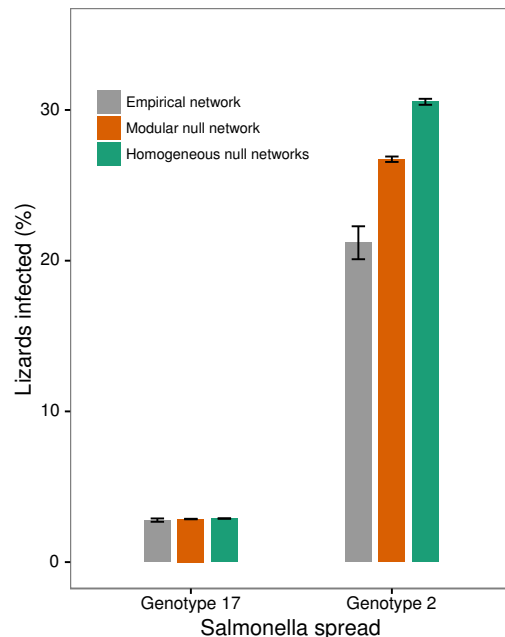 Lizards infected (%)
30
20
10
0
Empirical network
Modular null network
Homogeneous null networks
Genotype 17
Genotype 2
Salmonella spread